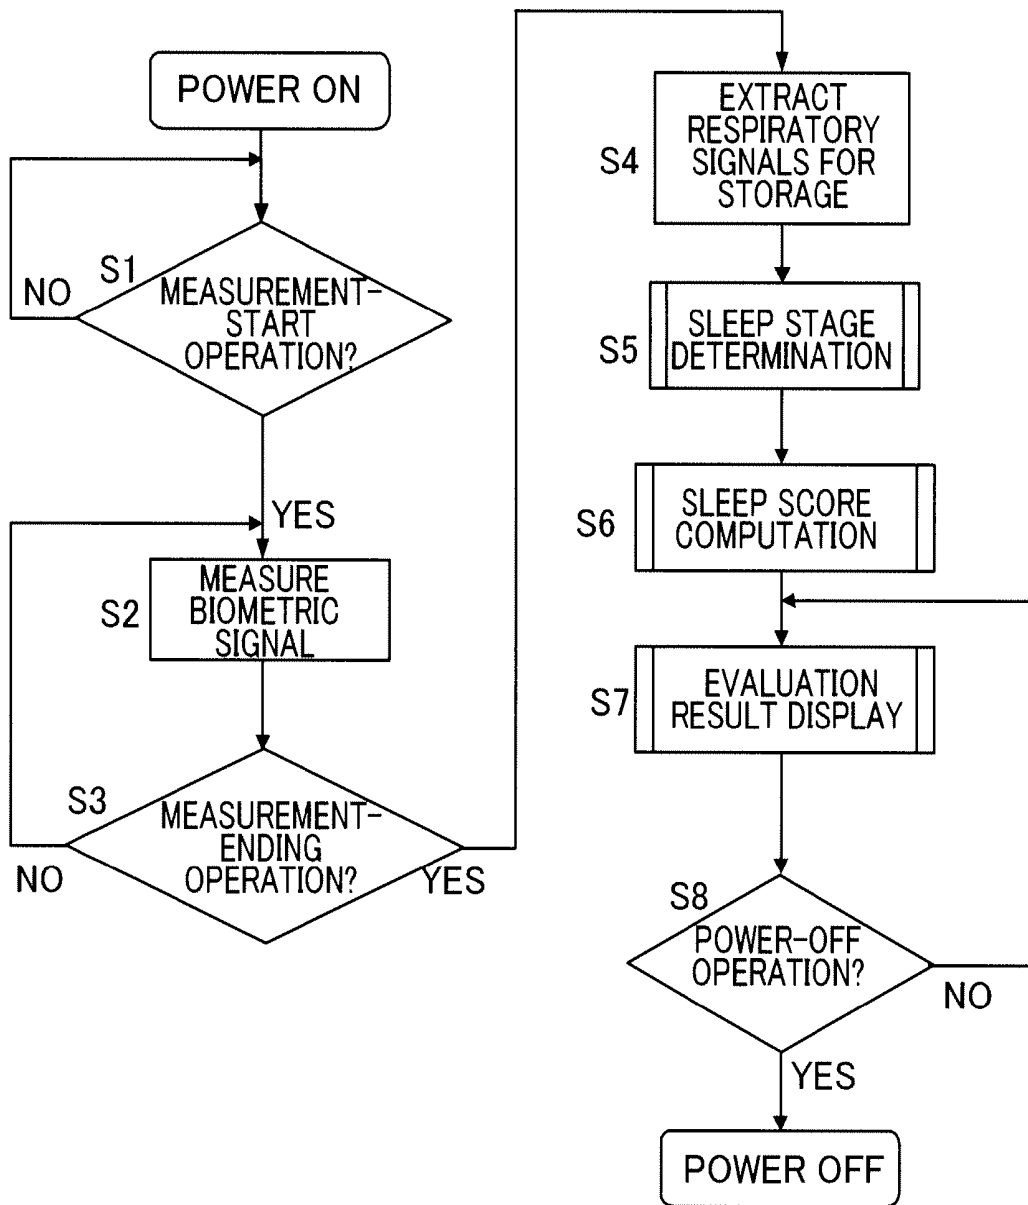 POWER ON
S1
NO
MEASUREMENT-
START
OPERATION?
YES
S2
MEASURE
BIOMETRIC
SIGNAL
S3
MEASUREMENT-
ENDING
OPERATION?
NO
YES
S4
EXTRACT
RESPIRATORY
SIGNALS FOR
STORAGE
S5
SLEEP STAGE
DETERMINATION
S6
SLEEP SCORE
COMPUTATION
S7
EVALUATION
RESULT DISPLAY
S8
POWER-OFF
OPERATION?
NO
YES
POWER OFF